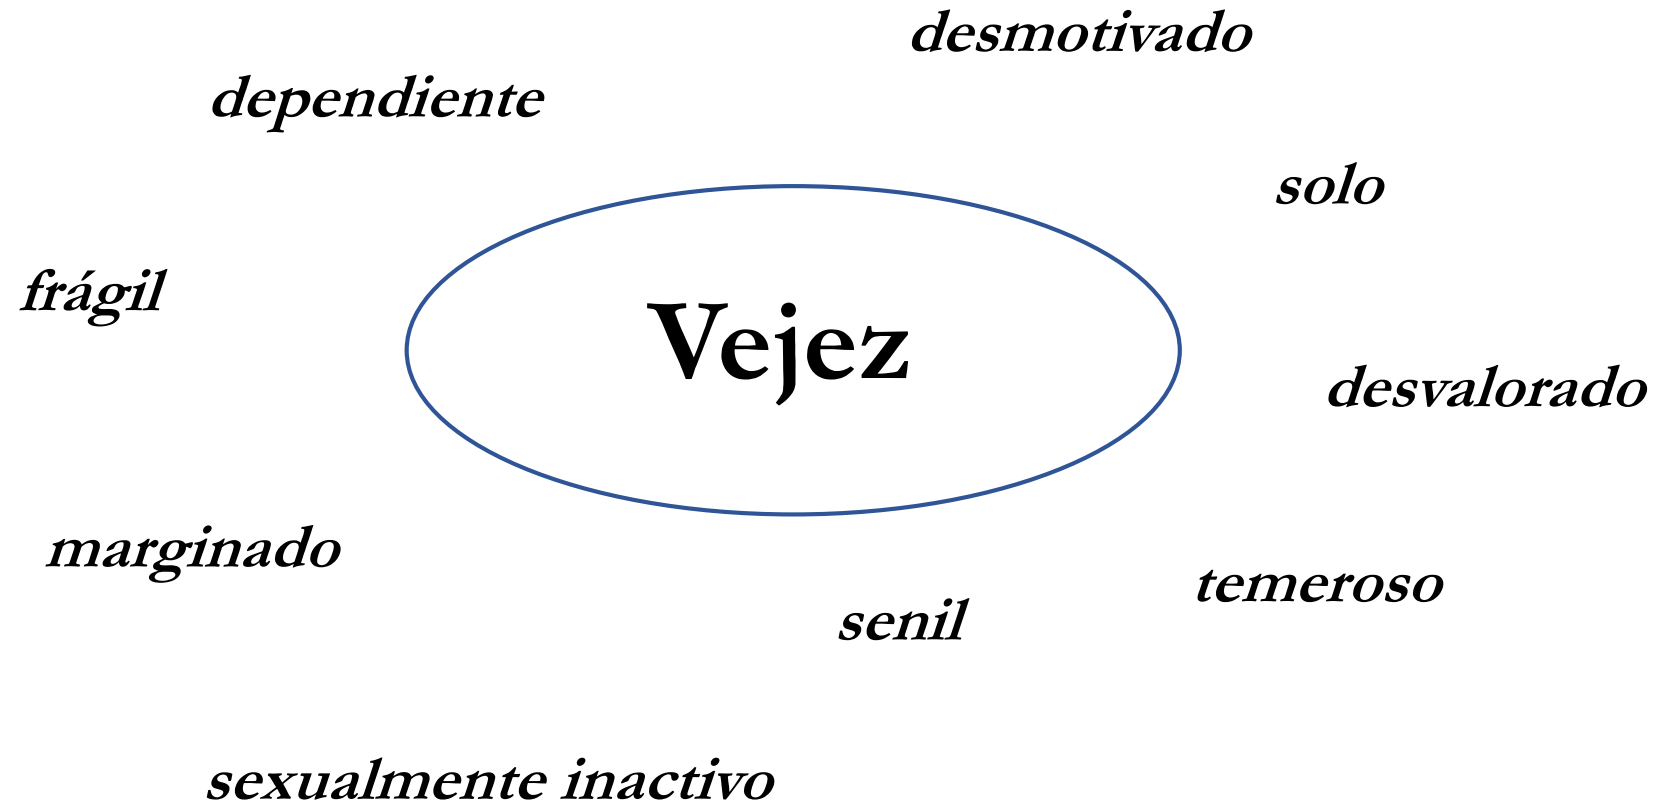 desmotivado
dependiente
solo
frágil
Vejez
desvalorado
marginado
temeroso
senil
sexualmente inactivo